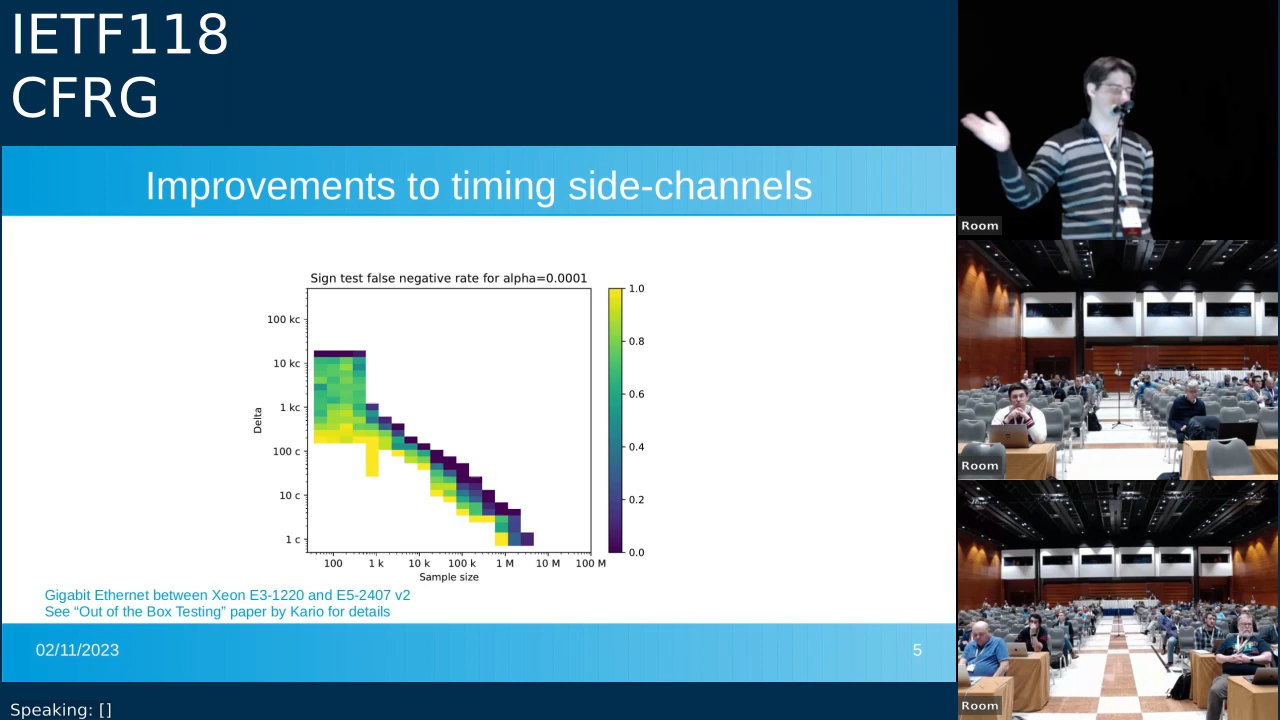 IETF118
CFRG
Improvements to timing side-channels
Sign test false negative rate for alpha=0.0001
100 kc
10 kc
1 kc
100 c
10 c
1 c
Delta
100
1 k
10 k
100 k
1 M
10 M
100 M
Sample size
1.0
0.8
0.6
0.4
0.2
0.0
Gigabit Ethernet between Xeon E3-1220 and E5-2407 v2
See “Out of the Box Testing” paper by Kario for details
02/11/2023
5
Speaking: []
Room
Room
Room